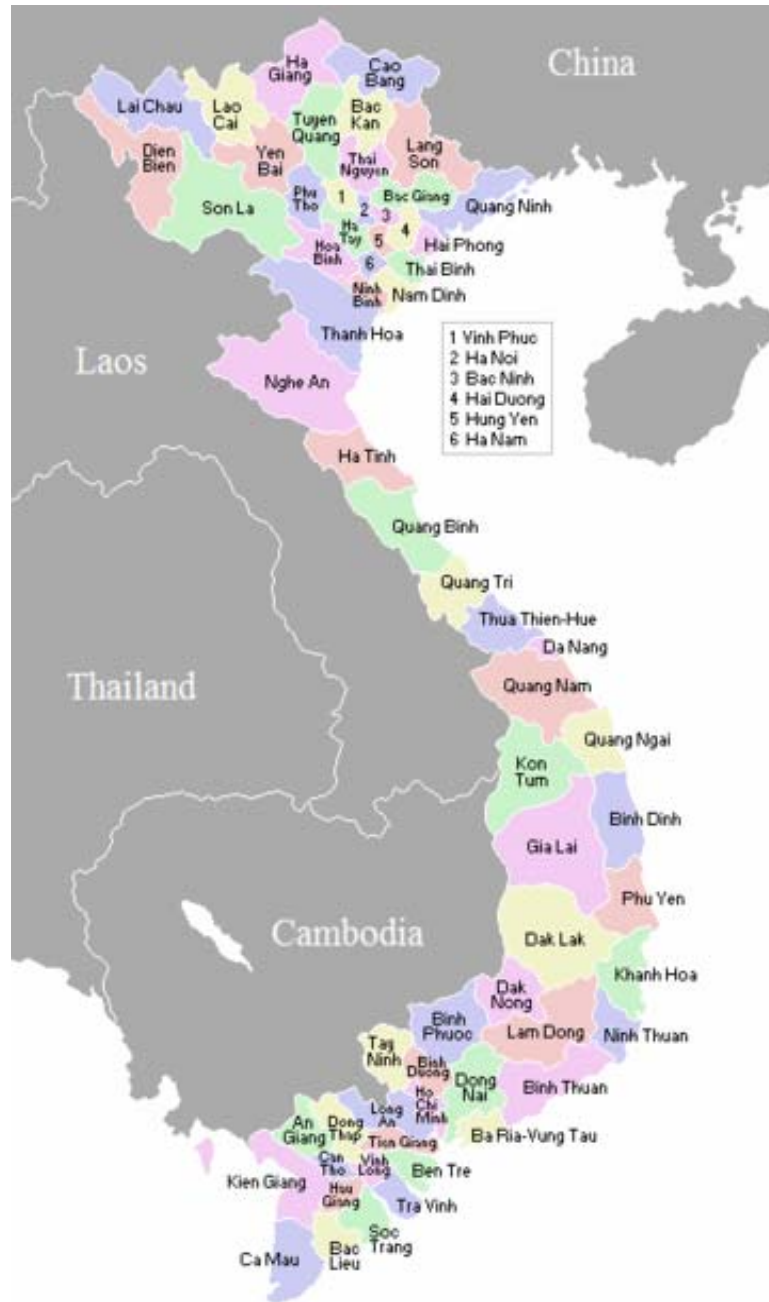 China
Ha
Giang
Cao
Bang
Lai Chau
Lao
Cai
Tuyen
Quang
Bac
Kan
Dien
Bien
Yen
Bai
Thai
Nguyen
Lang
Son
Son La
Phu
Tho
1
2
3
4
5
6
Bac Giang
Quang Ninh
Ha
Tay
Hoa
Binh
Hai Phong
Thai Binh
Ninh
Binh
Nam Dinh
Thanh Hoa
Laos
Nghe An
1 Vinh Phuc
2 Ha Noi
3 Bac Ninh
4 Hai Duong
5 Hung Yen
6 Ha Nam
Ha Tinh
Quang Binh
Quang Tri
Thua Thien-Hue
Da Nang
Thailand
Quang Nam
Quang Ngai
Kon
Tum
Binh Dinh
Gia Lai
Phu Yen
Cambodia
Dak Lak
Khanh Hoa
Dak
Nong
Binh
Phuoc
Lam Dong
Ninh Thuan
Tay
Ninh
Binh
Duong
Dong
Nai
Binh Thuan
Ho
Chi
Minh
Long
An
An
Giang
Dong
Thap
Tien Giang
Ba Ria-Vung Tau
Can
Tho
Vinh
Long
Ben Tre
Kien Giang
Hau
Giang
Tra Vinh
Soc
Trang
Ca Mau
Bac
Lieu